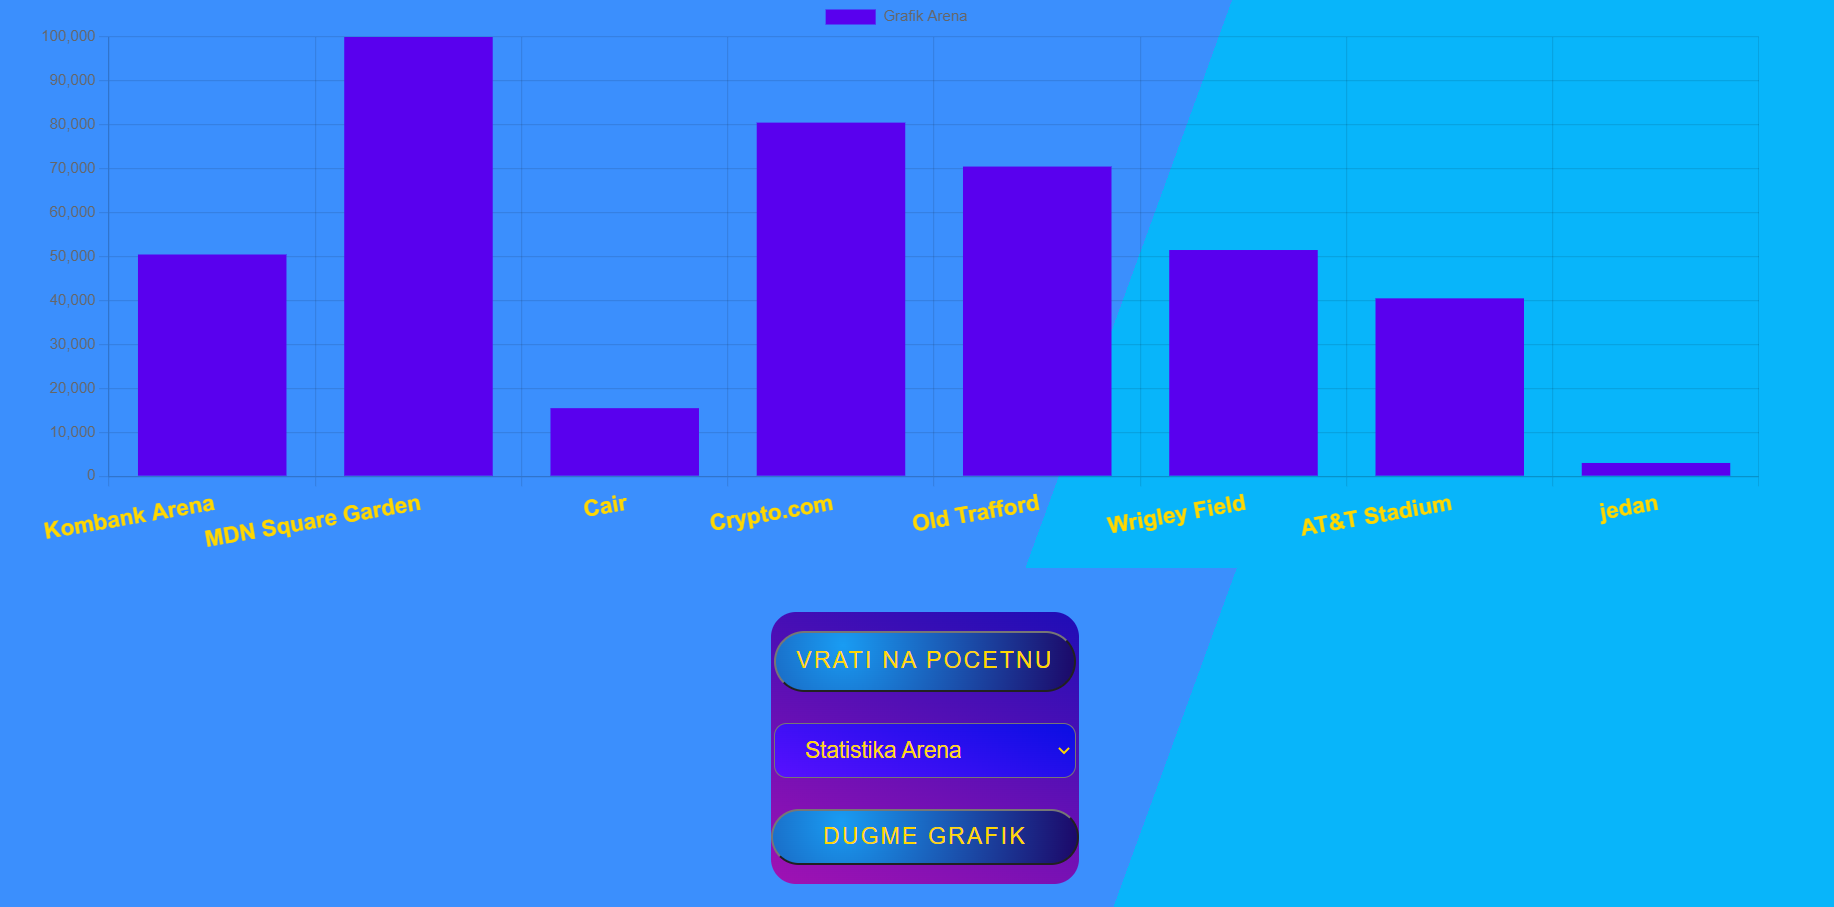 Grafik Arena
100,000
90,000
80,000
70,000
60,000
50,000
40,000
30,000
20,000
10,000
0
Kombank Arena
MDN Square Garden
Cair
Crypto.com
Old Trafford
Wrigley Field
AT&T Stadium
jedan
VRATI NA POCETNU
Statistika Arena
DUGME GRAFIK